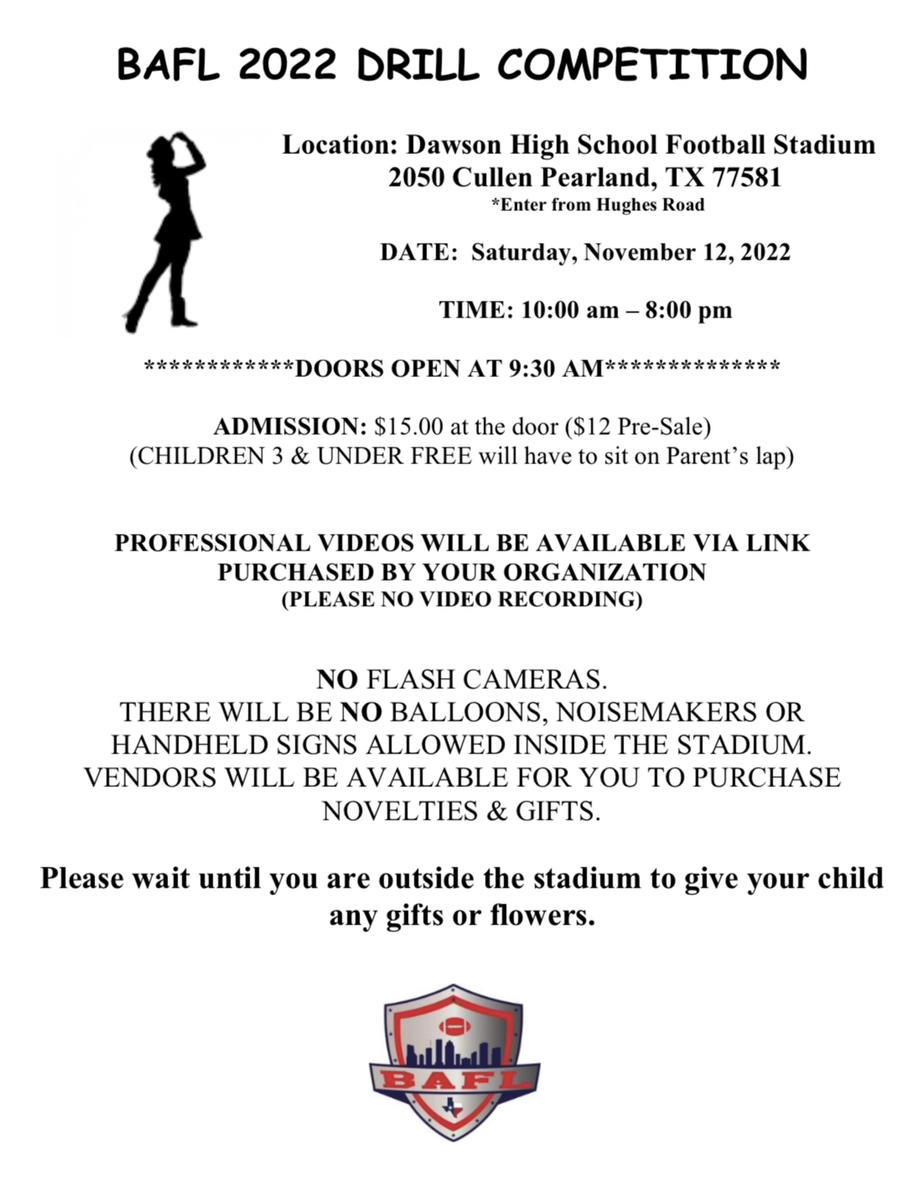 BAFL 2022 DRILL COMPETITION
Location: Dawson High School Football Stadium
2050 Cullen Pearland, TX 77581
*Enter from Hughes Road
DATE: Saturday, November 12, 2022
TIME: 10:00 am – 8:00 pm
************DOORS OPEN AT 9:30 AM**************
ADMISSION: $15.00 at the door ($12 Pre-Sale)
(CHILDREN 3 & UNDER FREE will have to sit on Parent’s lap)
PROFESSIONAL VIDEOS WILL BE AVAILABLE VIA LINK
PURCHASED BY YOUR ORGANIZATION
(PLEASE NO VIDEO RECORDING)
NO FLASH CAMERAS.
THERE WILL BE NO BALLOONS, NOISEMAKERS OR
HANDHELD SIGNS ALLOWED INSIDE THE STADIUM.
VENDORS WILL BE AVAILABLE FOR YOU TO PURCHASE
NOVELTIES & GIFTS.
Please wait until you are outside the stadium to give your child
any gifts or flowers.
BAFL